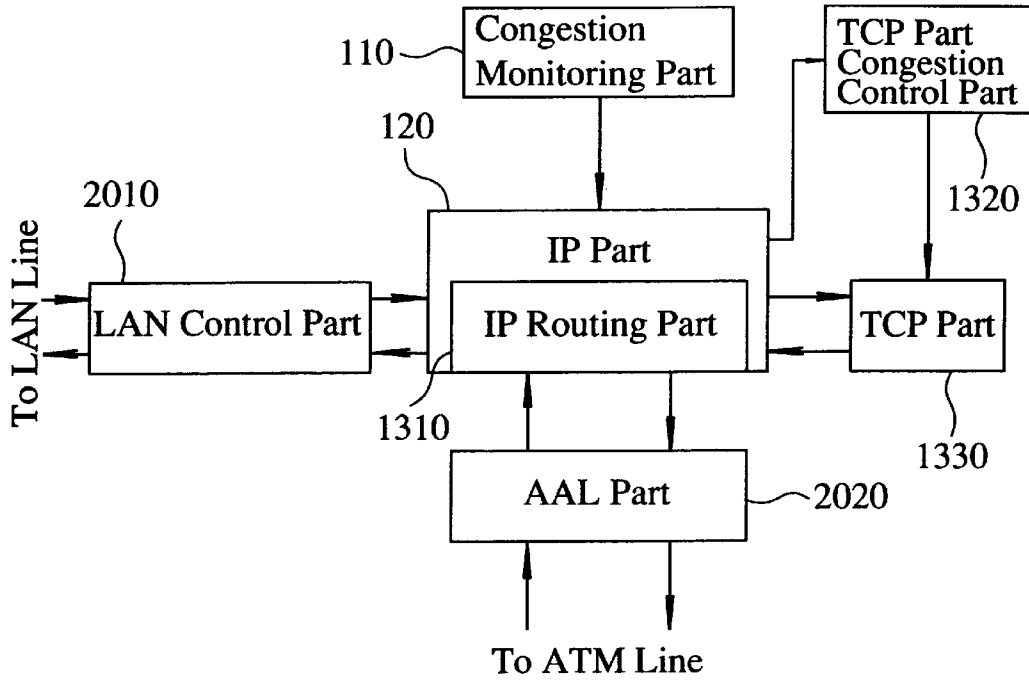 110
Congestion
Monitoring Part
TCP Part
Congestion
Control Part
120
1320
2010
To LAN Line
LAN Control Part
IP Part
IP Routing Part
TCP Part
1310
1330
AAL Part
2020
To ATM Line